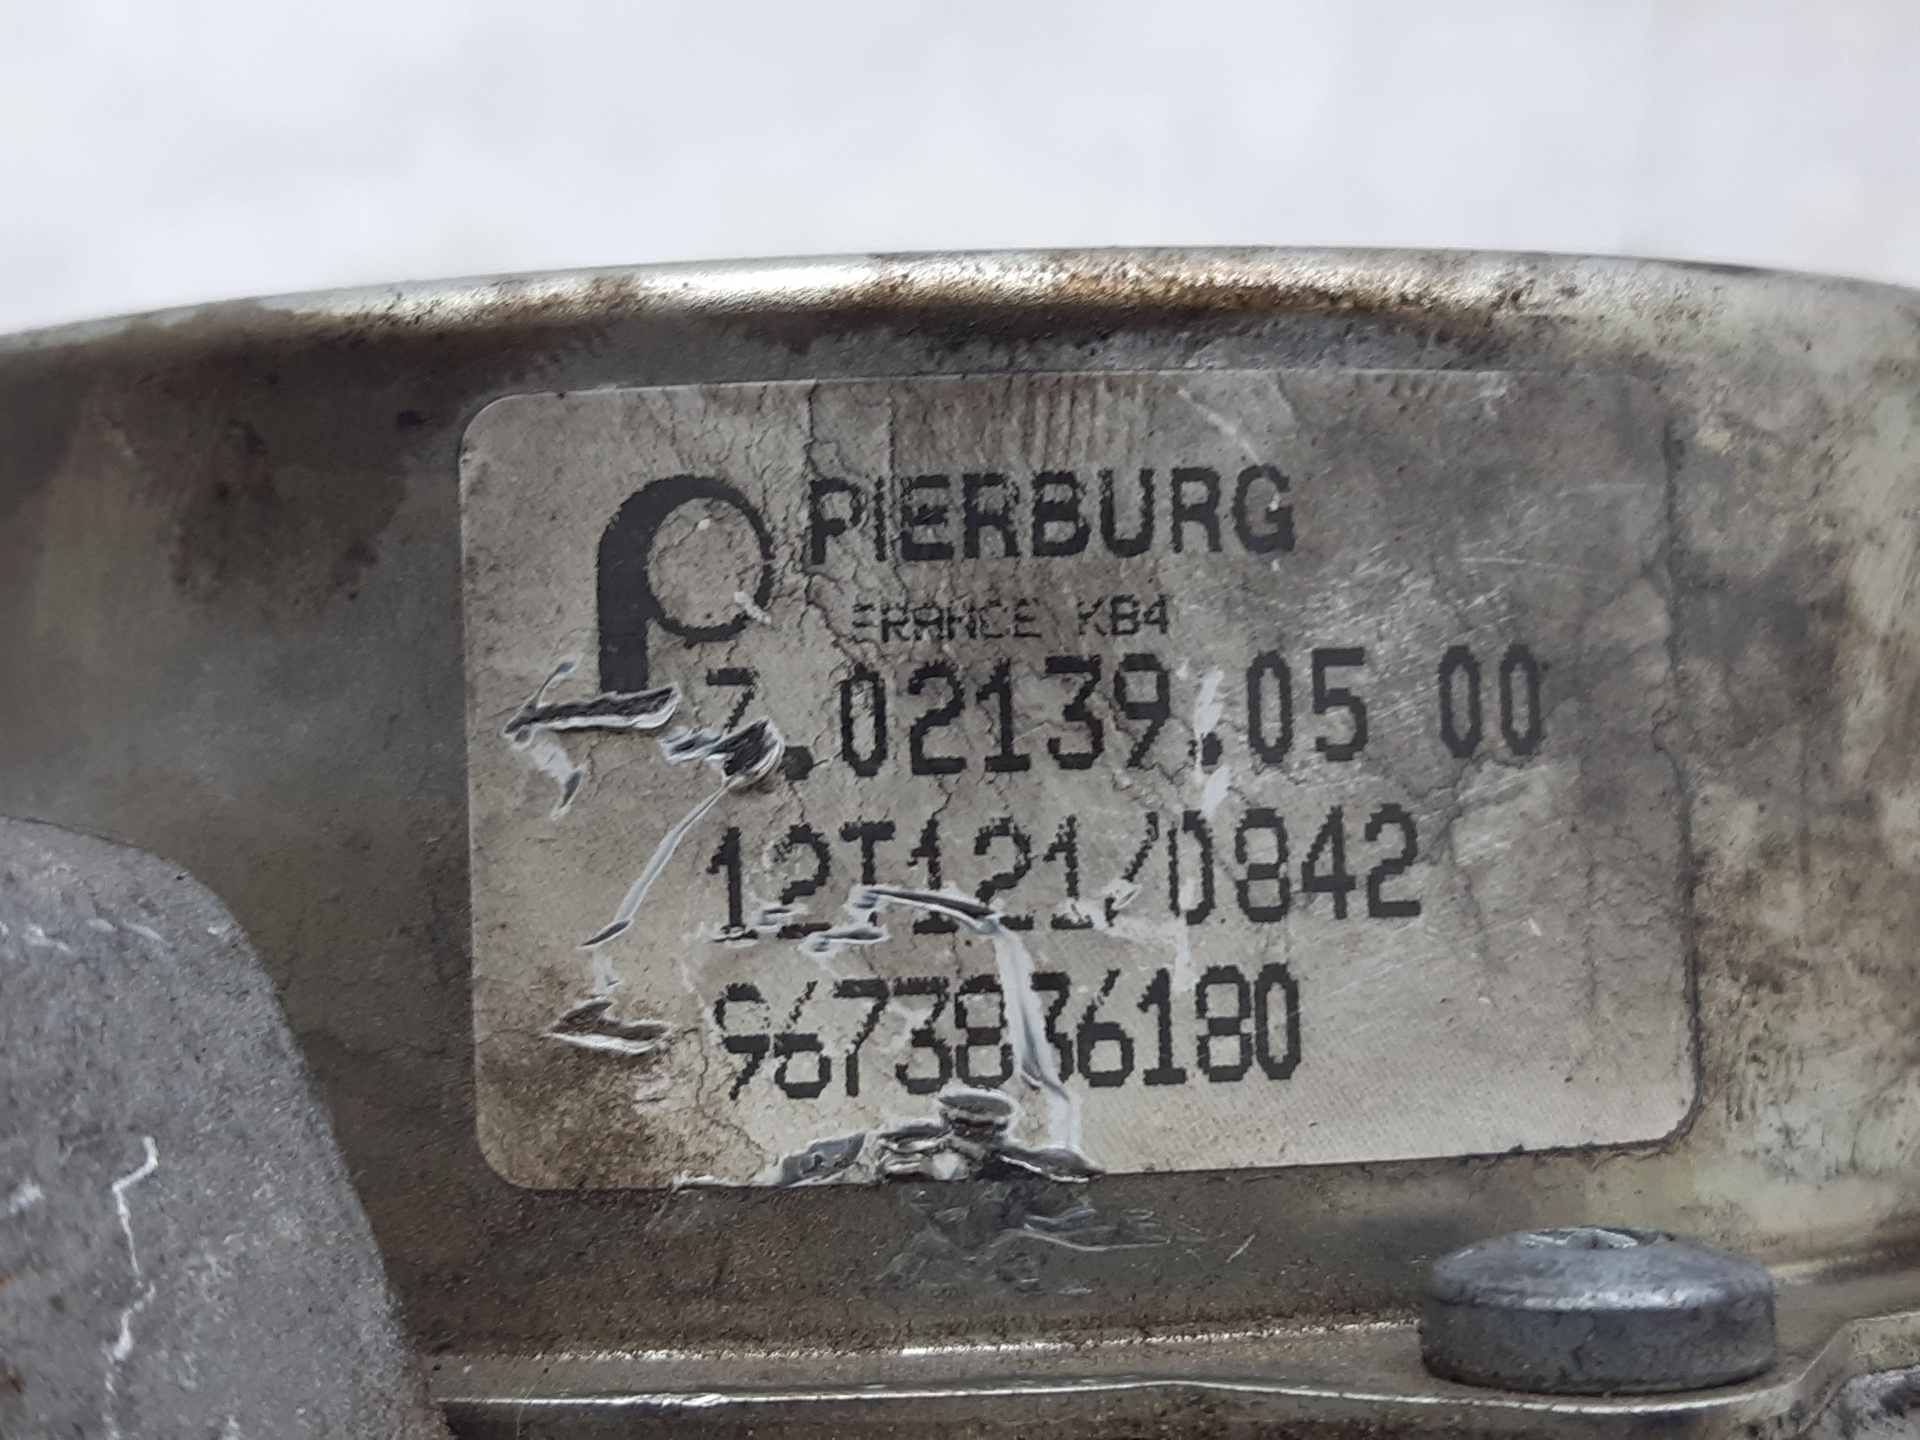 PIERBURG
FRANCE KB4
7.02139.05 00
12T121/0842
9673836180